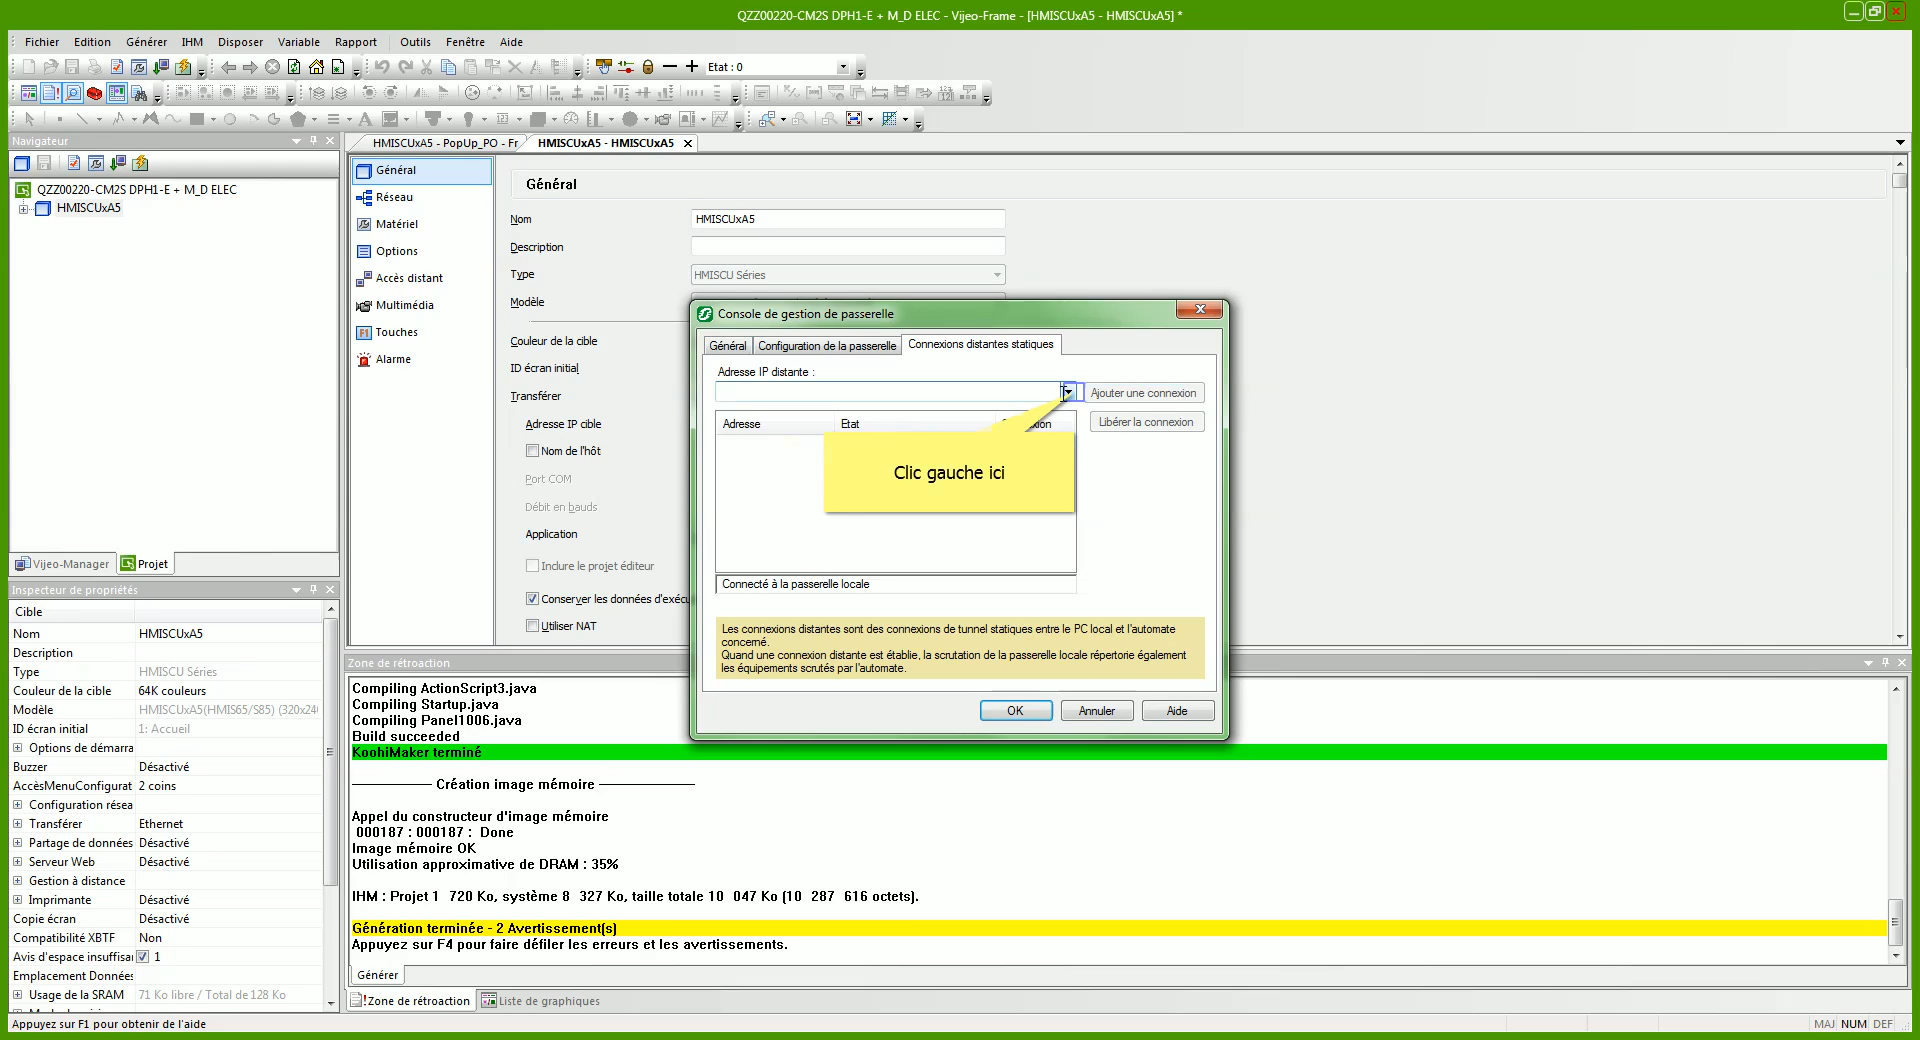 QZZ00220-CM2S DPH1-E + M_D ELEC - Vijeo-Frame - [HMISCUxA5 - HMISCUxA5] *
Fichier Edition Générer IHM Disposer Variable Rapport Outils Fenêtre Aide
Etat : 0
Navigateur
QZZ00220-CM2S DPH1-E + M_D ELEC
HMISCUxA5
Vijeo-Manager Projet
HMISCUxA5 - PopUp_PO - Fr HMISCUxA5 - HMISCUxA5
Général
Réseau
Matériel
Options
Accès distant
Multimédia
F1 Touches
Alarme
Général
Nom HMISCUxA5
Description
Type HMISCU Séries
Modèle
Couleur de la cible
ID écran initial
Transférer
Adresse IP cible
Nom de l'hôt
Port COM
Débit en bauds
Application
Inclure le projet éditeur
Conserver les données d'exécu
Utiliser NAT
Console de gestion de passerelle
Général Configuration de la passerelle Connexions distantes statiques
Adresse IP distante :
Ajouter une connexion
Adresse Etat xion
Libérer la connexion
Clic gauche ici
Connecté à la passerelle locale
Les connexions distantes sont des connexions de tunnel statiques entre le PC local et l'automate
concerné.
Quand une connexion distante est établie, la scrutation de la passerelle locale répertorie également
les équipements scrutés par l'automate.
OK Annuler Aide
Inspecteur de propriétés
Cible
Nom HMISCUxA5
Description
Type HMISCU Séries
Couleur de la cible 64K couleurs
Modèle HMISCUxA5(HMIS65/S85) (320x240
ID écran initial 1: Accueil
Options de démarra
Buzzer Désactivé
AccèsMenuConfigurat 2 coins
Configuration résea
Transférer Ethernet
Partage de données Désactivé
Serveur Web Désactivé
Gestion à distance
Imprimante Désactivé
Copie écran Désactivé
Compatibilité XBTF Non
Avis d'espace insuffisan 1
Emplacement Données
Usage de la SRAM 71 Ko libre / Total de 128 Ko
Zone de rétroaction
Compiling ActionScript3.java
Compiling Startup.java
Compiling Panel1006.java
Build succeeded
KoohiMaker terminé
Création image mémoire
Appel du constructeur d'image mémoire
000187 : 000187 : Done
Image mémoire OK
Utilisation approximative de DRAM : 35%
IHM : Projet 1 720 Ko, système 8 327 Ko, taille totale 10 047 Ko (10 287 616 octets).
Génération terminée - 2 Avertissement(s)
Appuyez sur F4 pour faire défiler les erreurs et les avertissements.
Générer
Zone de rétroaction Liste de graphiques
Appuyez sur F1 pour obtenir de l'aide
MAJ NUM DEF